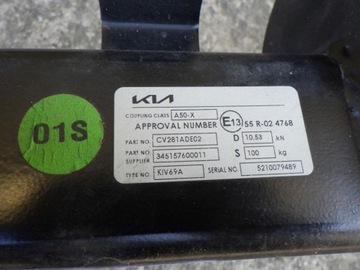 KIA
COUPLING CLASS A50-X
APPROVAL NUMBER E13 55 R-02 4768
PART NO. CV281ADE02 D 10,53 kN
PART NO. SUPPLIER 345157600011 S 100 kg
TYPE NO. KIV69A SERIAL NO. 5210079489
01S